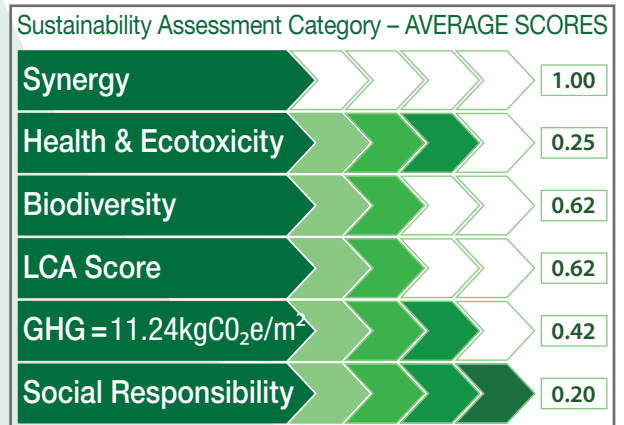 Sustainability Assessment Category – AVERAGE SCORES
Synergy 1.00
Health & Ecotoxicity 0.25
Biodiversity 0.62
LCA Score 0.62
GHG = 11.24kgC0₂e/m² 0.42
Social Responsibility 0.20